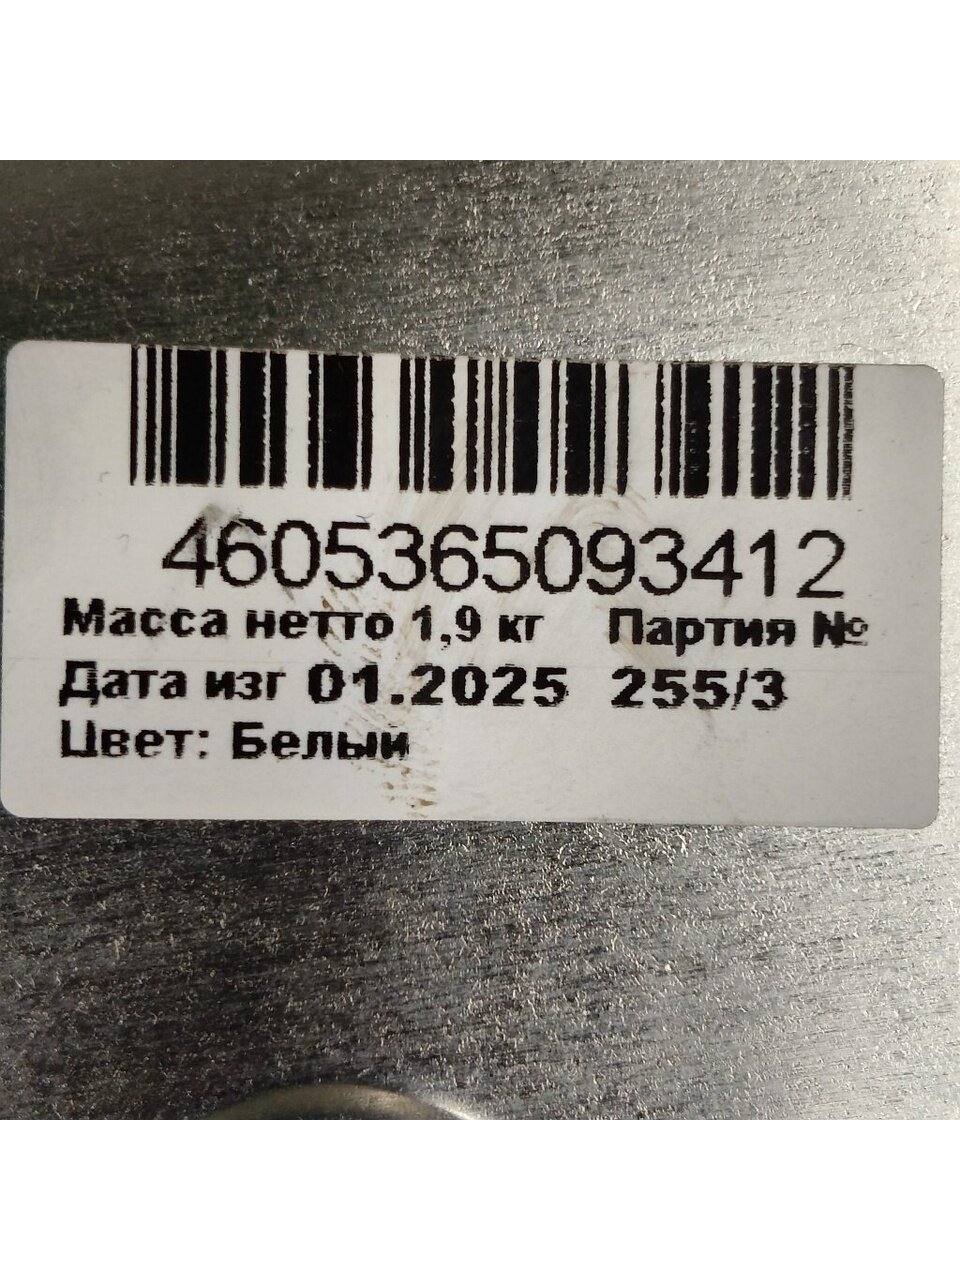 4605365093412
Масса нетто 1,9 кг Партия №
Дата изг 01.2025 255/3
Цвет: Белый